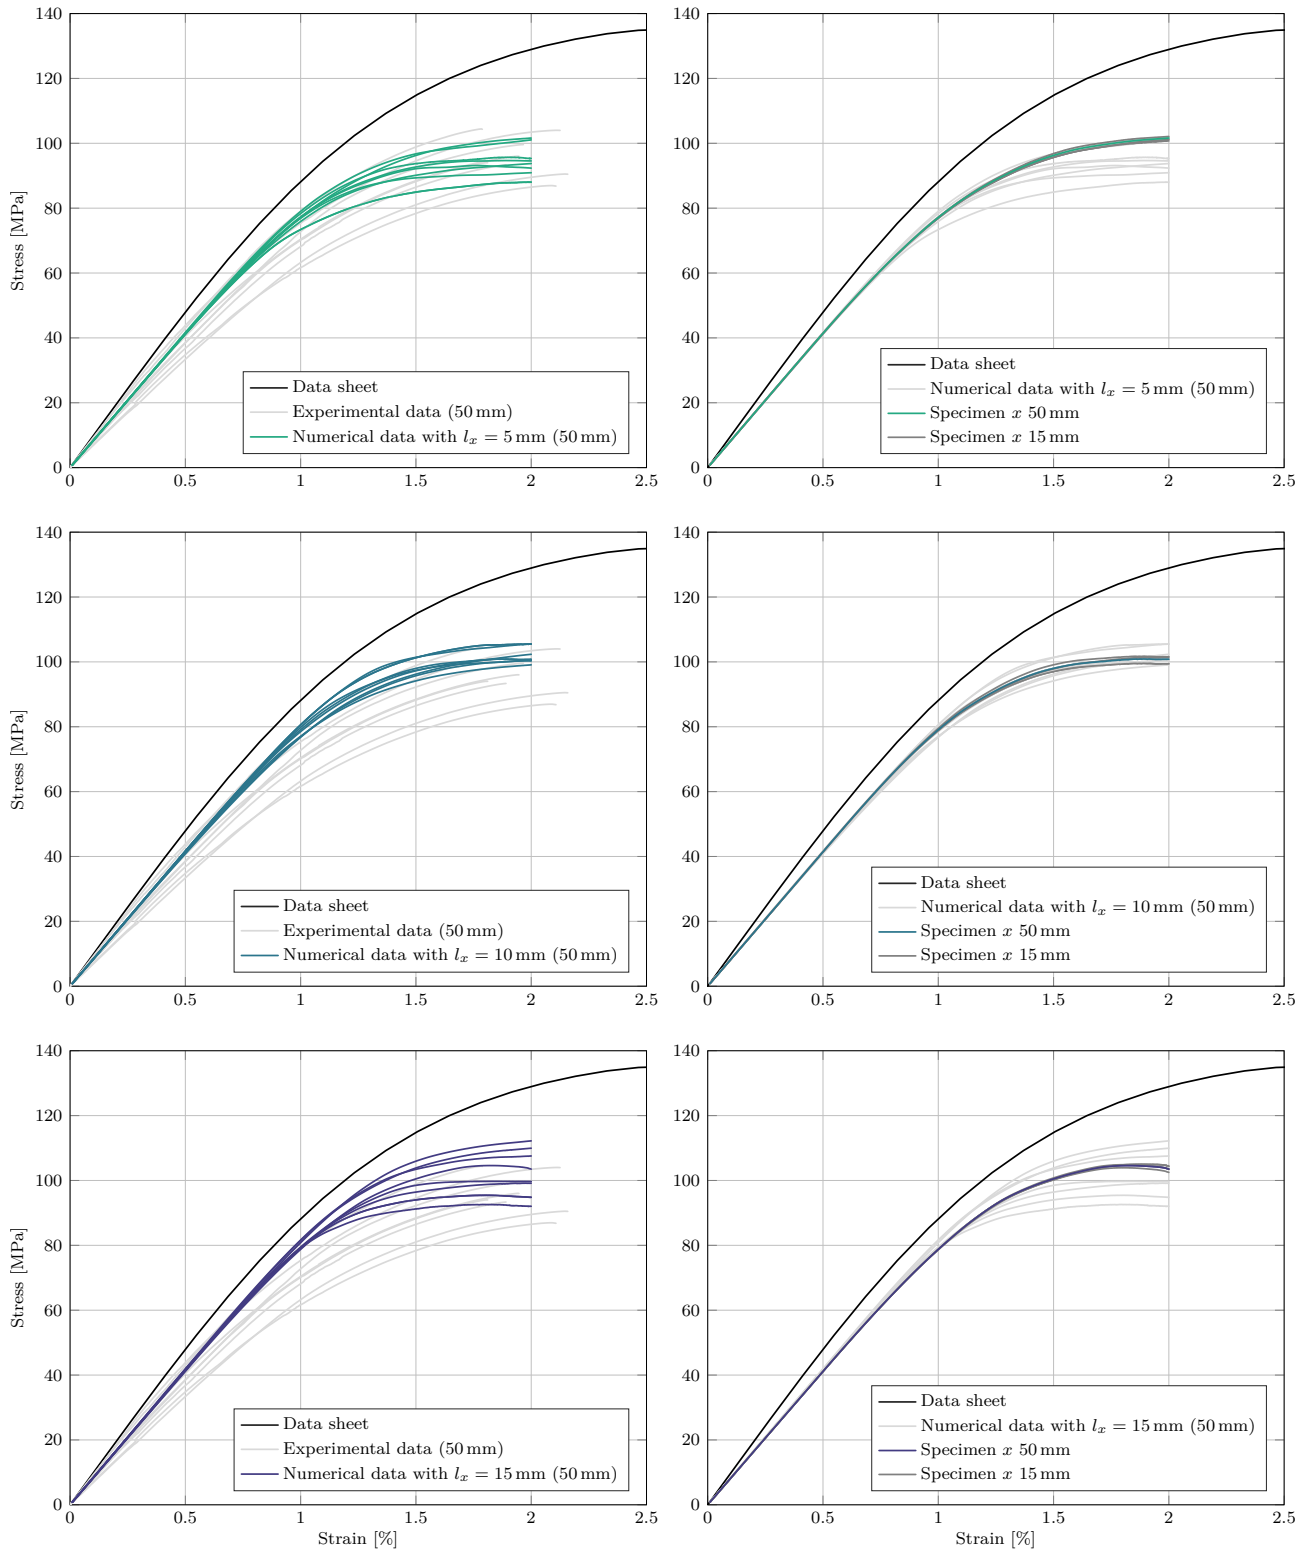 140
120
100
80
60
40
20
0
Stress [MPa]
0 0.5 1 1.5 2 2.5
Data sheet
Experimental data (50 mm)
Numerical data with lₓ = 5 mm (50 mm)
140
120
100
80
60
40
20
0
0 0.5 1 1.5 2 2.5
Data sheet
Numerical data with lₓ = 5 mm (50 mm)
Specimen x 50 mm
Specimen x 15 mm
140
120
100
80
60
40
20
0
Stress [MPa]
0 0.5 1 1.5 2 2.5
Data sheet
Experimental data (50 mm)
Numerical data with lₓ = 10 mm (50 mm)
140
120
100
80
60
40
20
0
0 0.5 1 1.5 2 2.5
Data sheet
Numerical data with lₓ = 10 mm (50 mm)
Specimen x 50 mm
Specimen x 15 mm
140
120
100
80
60
40
20
0
Stress [MPa]
0 0.5 1 1.5 2 2.5
Strain [%]
Data sheet
Experimental data (50 mm)
Numerical data with lₓ = 15 mm (50 mm)
140
120
100
80
60
40
20
0
0 0.5 1 1.5 2 2.5
Strain [%]
Data sheet
Numerical data with lₓ = 15 mm (50 mm)
Specimen x 50 mm
Specimen x 15 mm